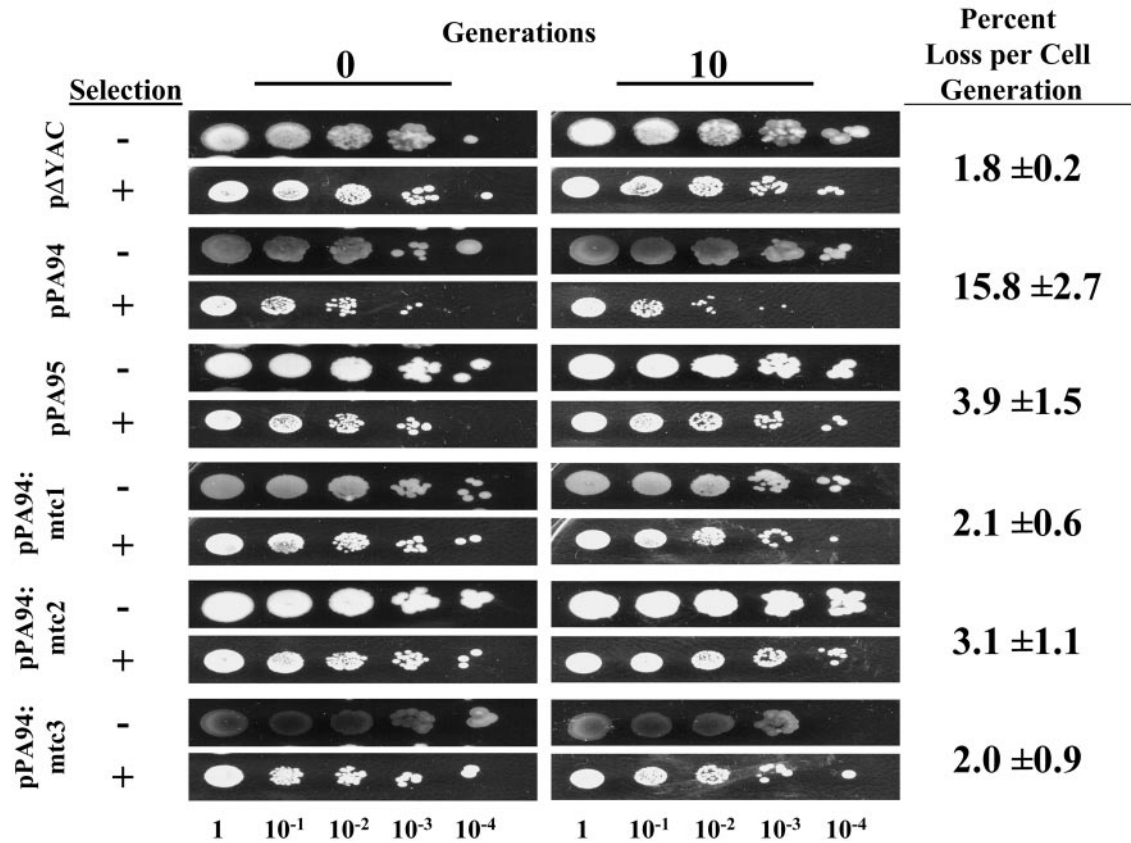 Generations
Percent
Loss per Cell
Generation
Selection
0
10
pΔYAC
-
+
1.8 ±0.2
pPA94
-
+
15.8 ±2.7
pPA95
-
+
3.9 ±1.5
pPA94:
mtc1
-
+
2.1 ±0.6
pPA94:
mtc2
-
+
3.1 ±1.1
pPA94:
mtc3
-
+
2.0 ±0.9
1 10⁻¹ 10⁻² 10⁻³ 10⁻⁴ 1 10⁻¹ 10⁻² 10⁻³ 10⁻⁴